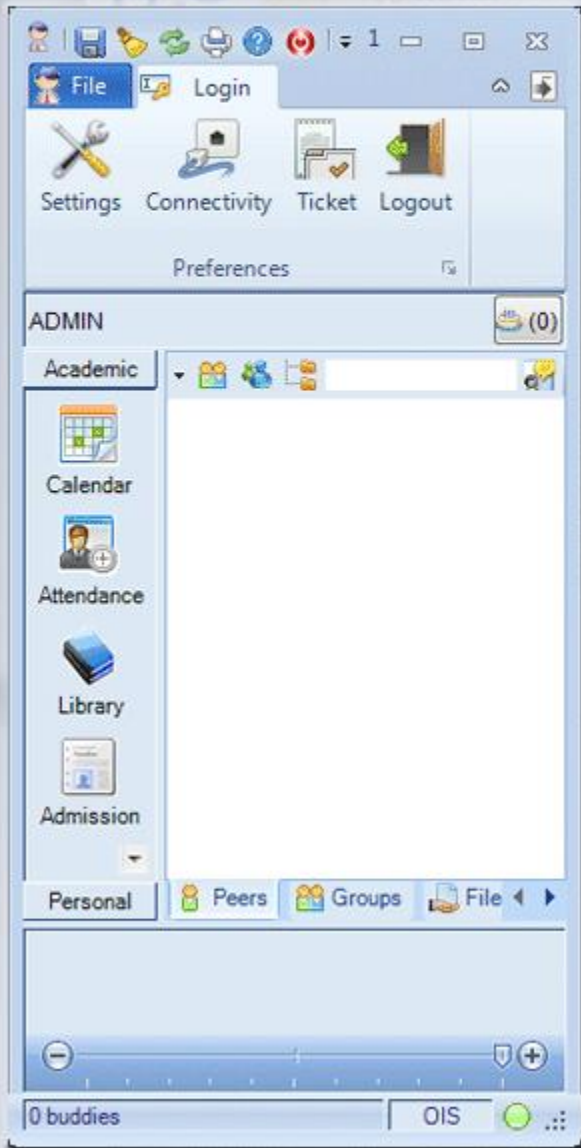 1
File Login
Settings Connectivity Ticket Logout
Preferences
ADMIN (0)
Academic
Calendar
Attendance
Library
Admission
Personal Peers Groups File
0 buddies OIS